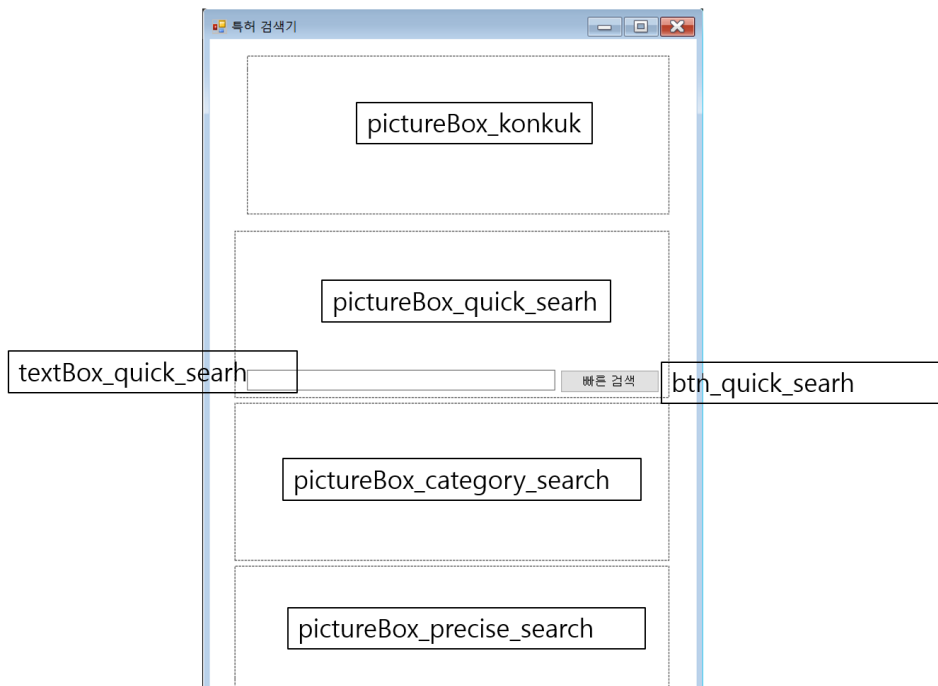 특허 검색기
pictureBox_konkuk
pictureBox_quick_searh
textBox_quick_searh
빠른 검색
btn_quick_searh
pictureBox_category_search
pictureBox_precise_search